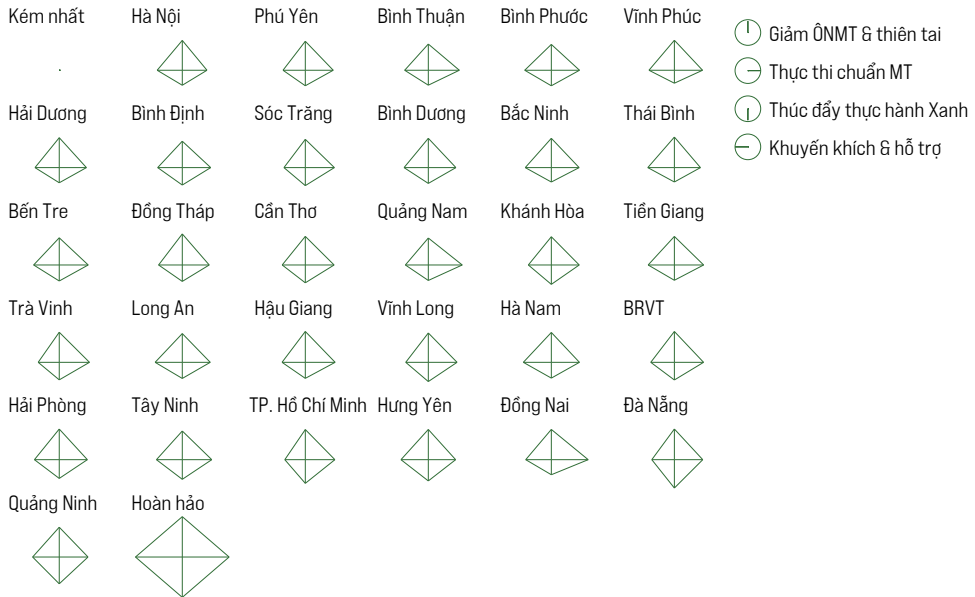 Kém nhất
Hà Nội
Phú Yên
Bình Thuận
Bình Phước
Vĩnh Phúc
Hải Dương
Bình Định
Sóc Trăng
Bình Dương
Bắc Ninh
Thái Bình
Bến Tre
Đồng Tháp
Cần Thơ
Quảng Nam
Khánh Hòa
Tiền Giang
Trà Vinh
Long An
Hậu Giang
Vĩnh Long
Hà Nam
BRVT
Hải Phòng
Tây Ninh
TP. Hồ Chí Minh
Hưng Yên
Đồng Nai
Đà Nẵng
Quảng Ninh
Hoàn hảo
Giảm ÔNMT & thiên tai
Thực thi chuẩn MT
Thúc đẩy thực hành Xanh
Khuyến khích & hỗ trợ